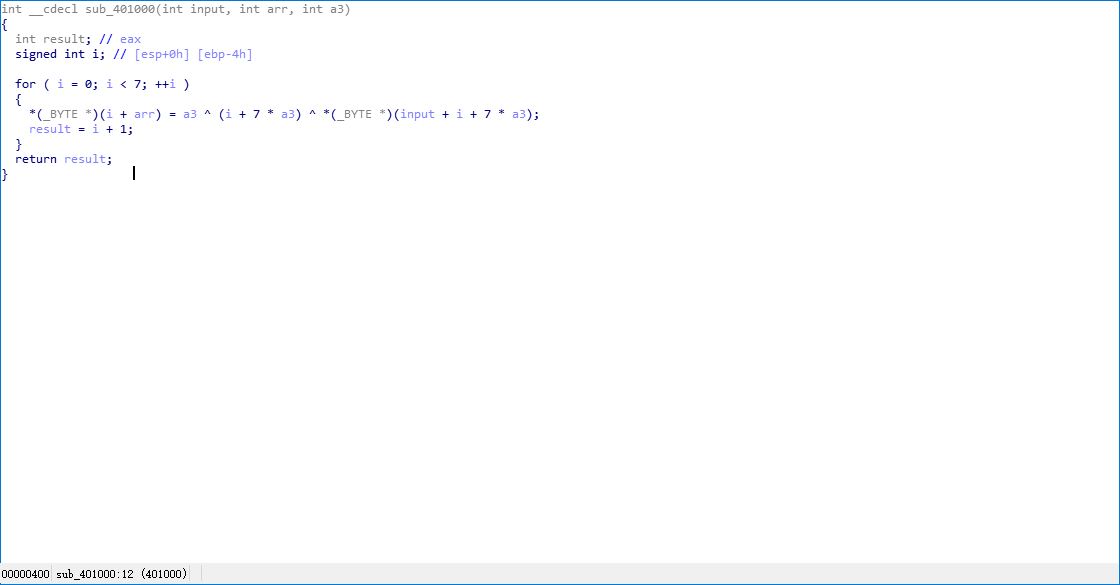 int __cdecl sub_401000(int input, int arr, int a3)
{
  int result; // eax
  signed int i; // [esp+0h] [ebp-4h]

  for ( i = 0; i < 7; ++i )
  {
    *(_BYTE *)(i + arr) = a3 ^ (i + 7 * a3) ^ *(_BYTE *)(input + i + 7 * a3);
    result = i + 1;
  }
  return result;
}
00000400 sub_401000:12 (401000)